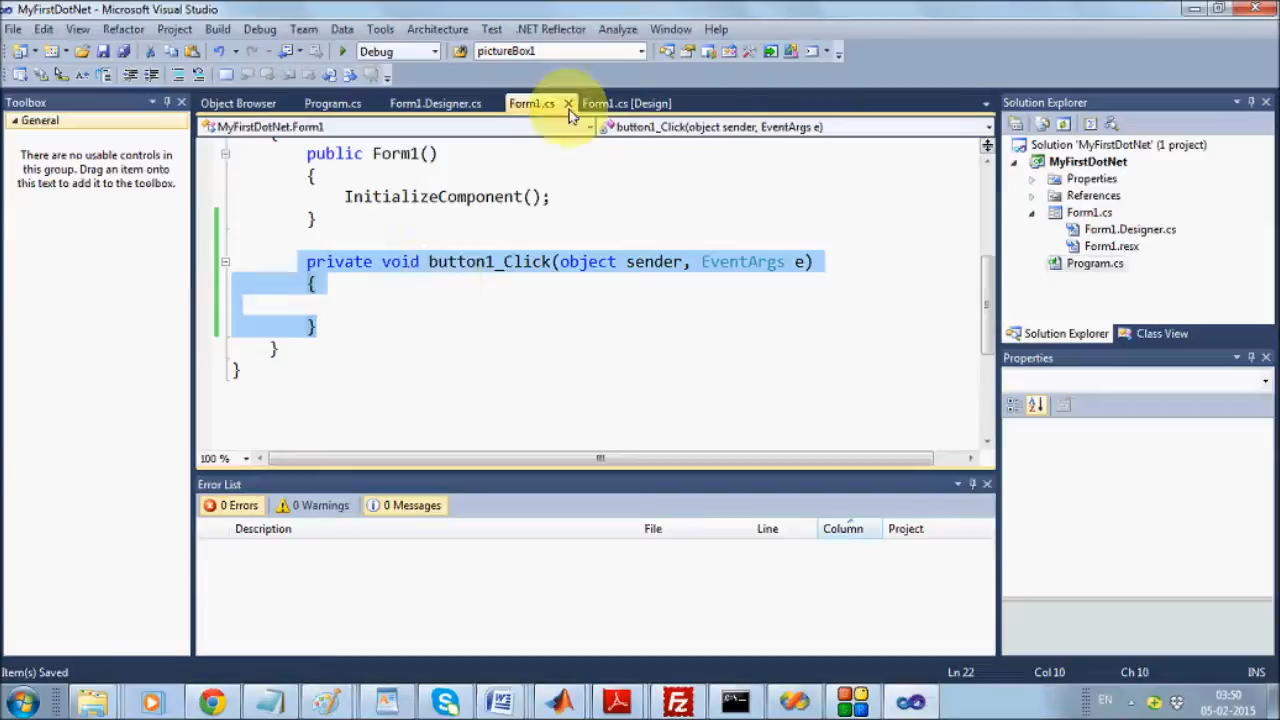 MyFirstDotNet - Microsoft Visual Studio
File Edit View Refactor Project Build Debug Team Data Tools Architecture Test .NET Reflector Analyze Window Help
Debug pictureBox1
Toolbox
Object Browser Program.cs Form1.Designer.cs Form1.cs Form1.cs [Design]
Solution Explorer
General
MyFirstDotNet.Form1 button1_Click(object sender, EventArgs e)
There are no usable controls in
this group. Drag an item onto
this text to add it to the toolbox.
public Form1()
{
InitializeComponent();
}
private void button1_Click(object sender, EventArgs e)
{
}
}
}
100 %
Solution 'MyFirstDotNet' (1 project)
MyFirstDotNet
Properties
References
Form1.cs
Form1.Designer.cs
Form1.resx
Program.cs
Solution Explorer Class View
Properties
Error List
0 Errors 0 Warnings 0 Messages
Description File Line Column Project
Item(s) Saved Ln 22 Col 10 Ch 10 INS
EN 03:50
05-02-2015